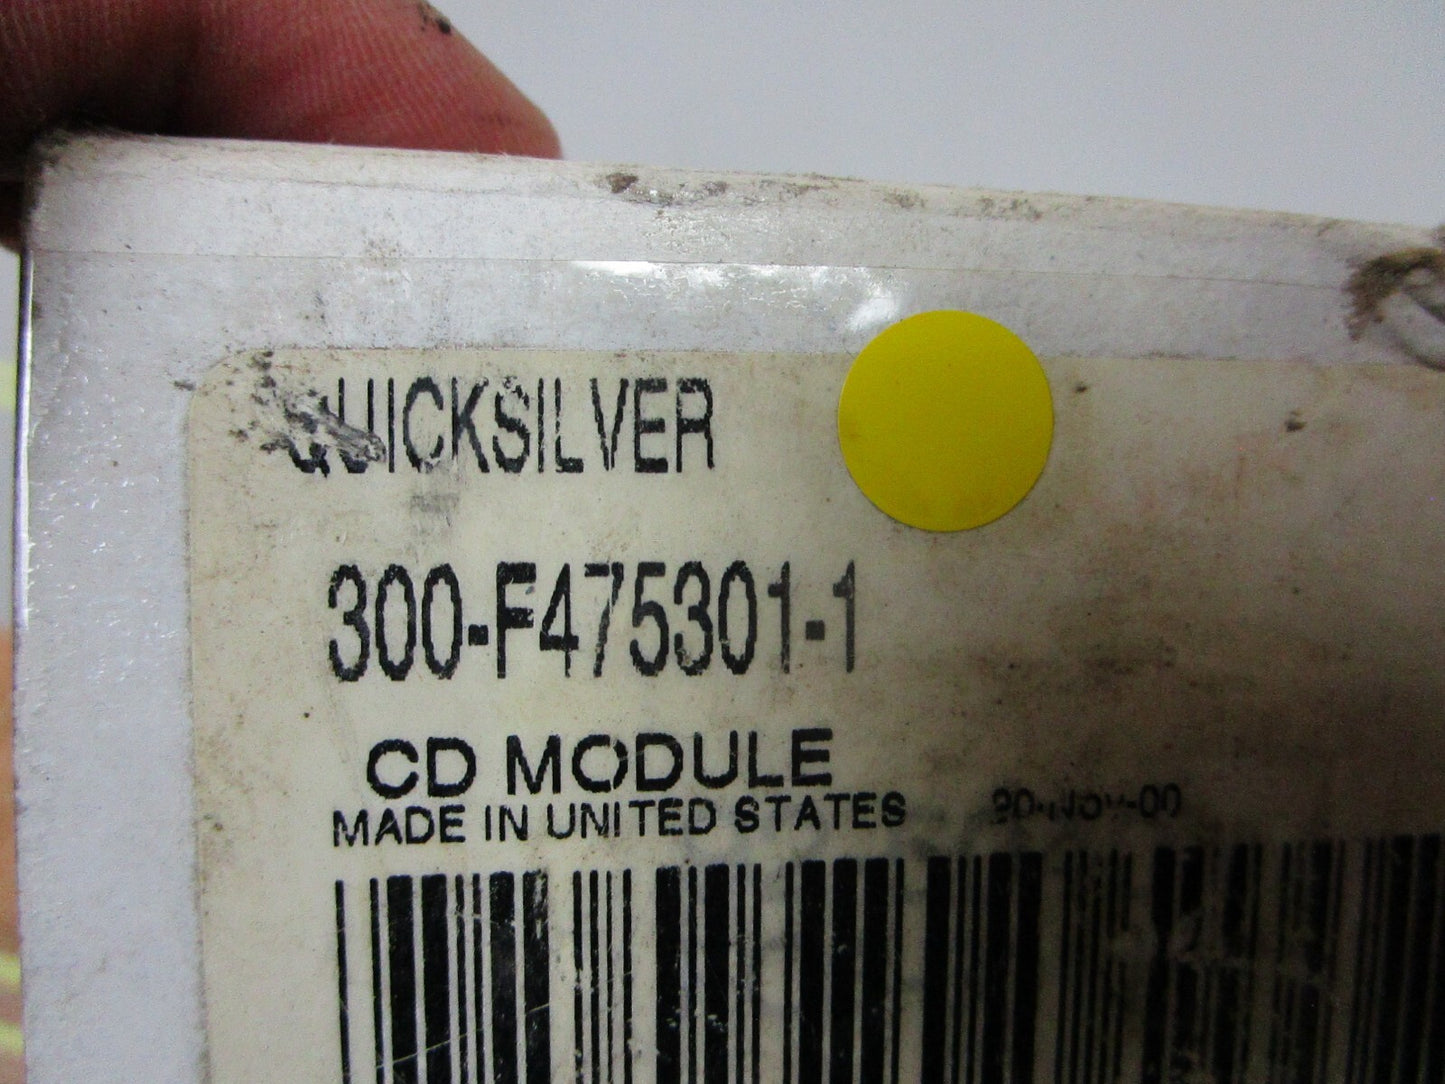 QUICKSILVER
300-F475301-1
CD MODULE
MADE IN UNITED STATES